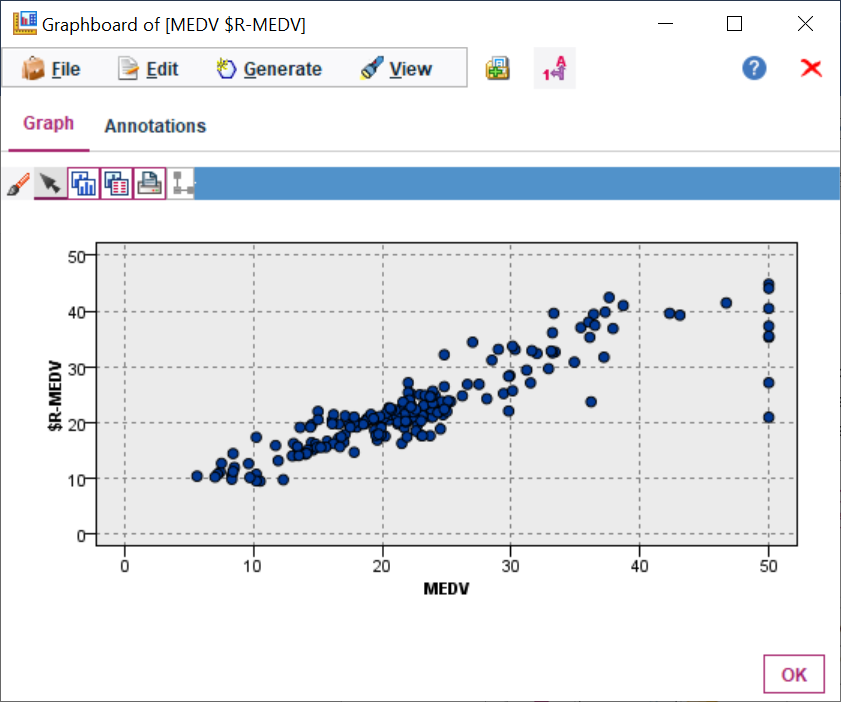 Graphboard of [MEDV $R-MEDV]
File Edit Generate View
Graph Annotations
50
40
30
20
10
0
$R-MEDV
0 10 20 30 40 50
MEDV
OK